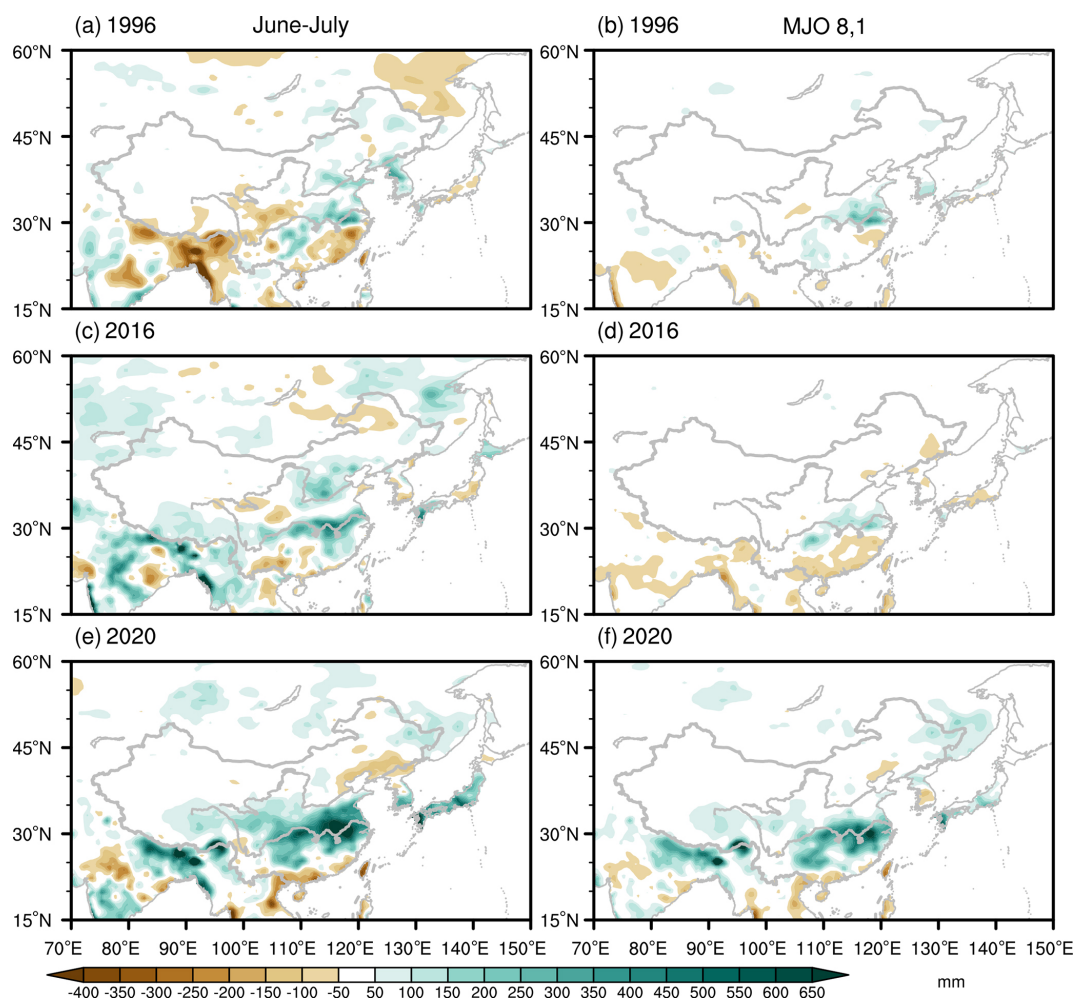 (a) 1996 June-July (b) 1996 MJO 8,1
60°N 60°N
45°N 45°N
30°N 30°N
15°N 15°N
(c) 2016 (d) 2016
60°N 60°N
45°N 45°N
30°N 30°N
15°N 15°N
(e) 2020 (f) 2020
60°N 60°N
45°N 45°N
30°N 30°N
15°N 15°N
70°E 80°E 90°E 100°E 110°E 120°E 130°E 140°E 150°E 70°E 80°E 90°E 100°E 110°E 120°E 130°E 140°E 150°E
-400 -350 -300 -250 -200 -150 -100 -50 50 100 150 200 250 300 350 400 450 500 550 600 650 mm